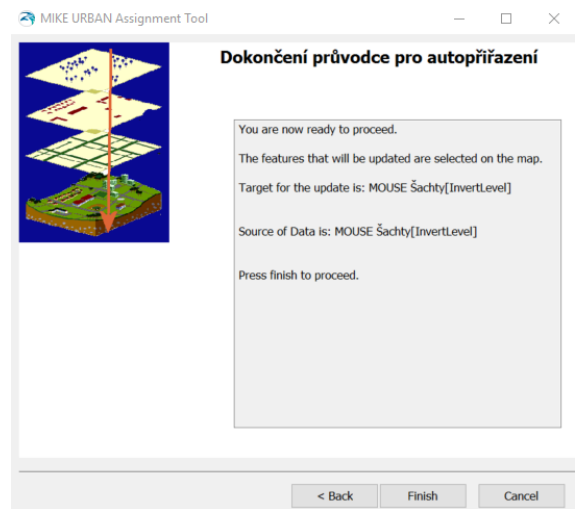 MIKE URBAN Assignment Tool
Dokončení průvodce pro autopřiřazení
You are now ready to proceed.
The features that will be updated are selected on the map.
Target for the update is: MOUSE Šachty[InvertLevel]
Source of Data is: MOUSE Šachty[InvertLevel]
Press finish to proceed.
< Back
Finish
Cancel